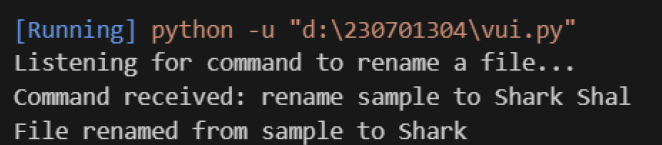 [Running] python -u "d:\230701304\vui.py"
Listening for command to rename a file...
Command received: rename sample to Shark Shal
File renamed from sample to Shark